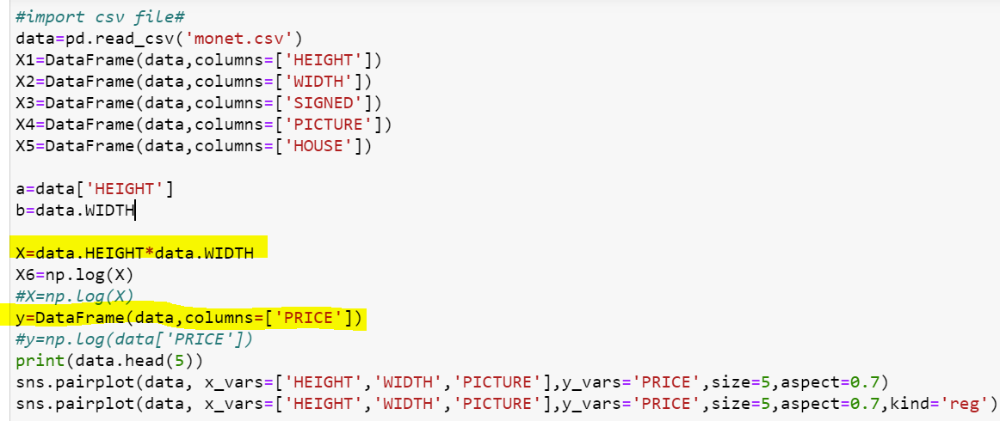 #import csv file#
data=pd.read_csv('monet.csv')
X1=DataFrame(data,columns=['HEIGHT'])
X2=DataFrame(data,columns=['WIDTH'])
X3=DataFrame(data,columns=['SIGNED'])
X4=DataFrame(data,columns=['PICTURE'])
X5=DataFrame(data,columns=['HOUSE'])
a=data['HEIGHT']
b=data.WIDTH
X=data.HEIGHT*data.WIDTH
X6=np.log(X)
#X=np.log(X)
y=DataFrame(data,columns=['PRICE'])
#y=np.log(data['PRICE'])
print(data.head(5))
sns.pairplot(data, x_vars=['HEIGHT','WIDTH','PICTURE'],y_vars='PRICE',size=5,aspect=0.7)
sns.pairplot(data, x_vars=['HEIGHT','WIDTH','PICTURE'],y_vars='PRICE',size=5,aspect=0.7,kind='reg')